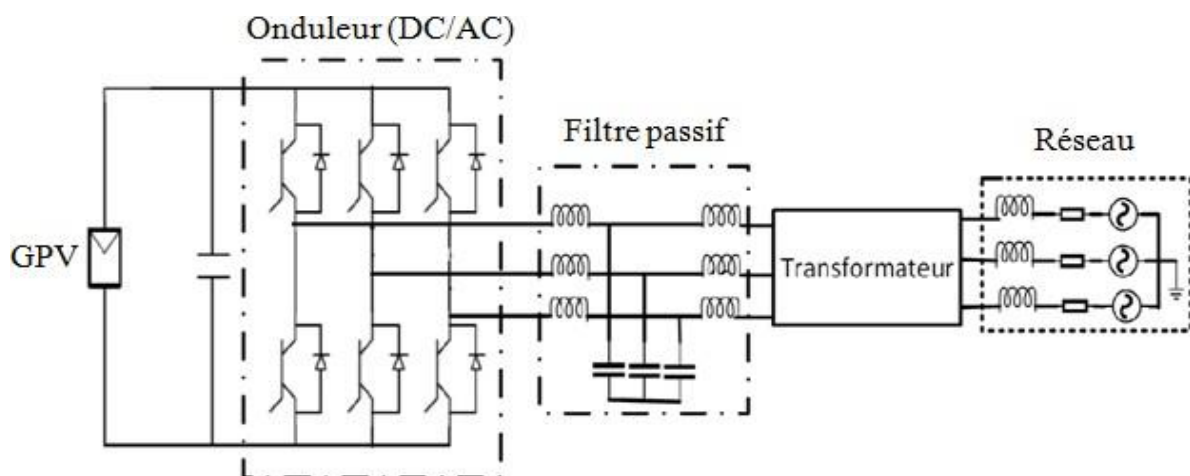 Onduleur (DC/AC)
Filtre passif
Réseau
GPV
Transformateur